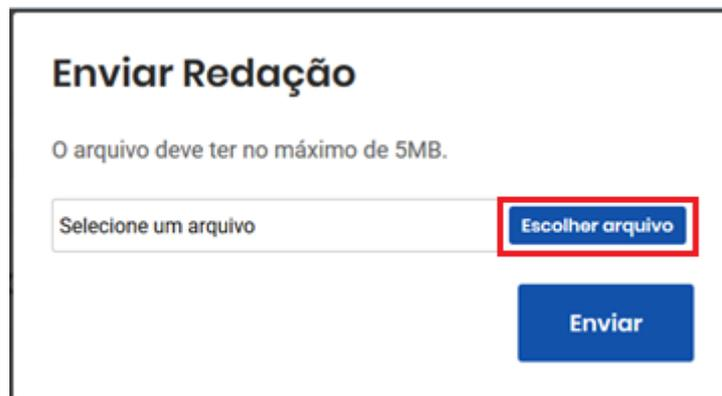 Enviar Redação
O arquivo deve ter no máximo de 5MB.
Selecione um arquivo Escolher arquivo
Enviar